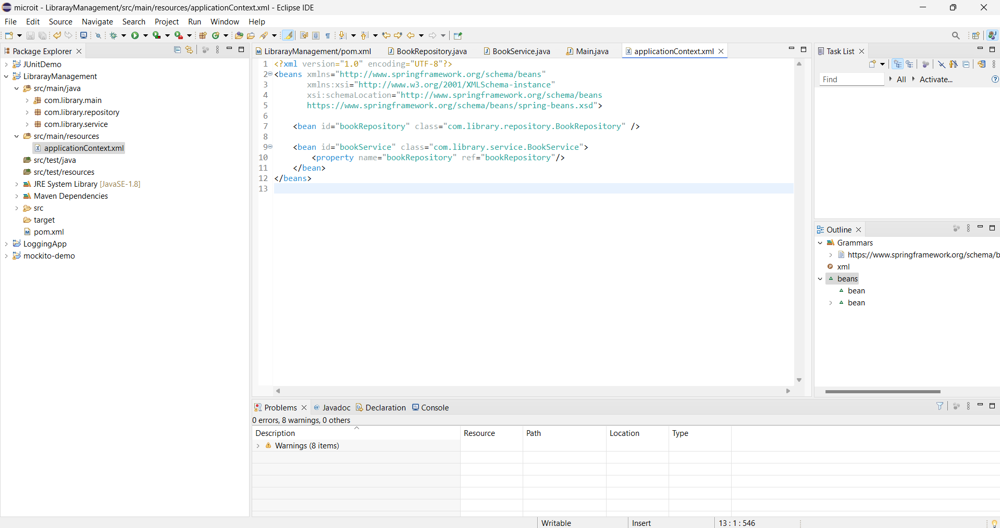 microit - LibrarayManagement/src/main/resources/applicationContext.xml - Eclipse IDE
File Edit Source Navigate Search Project Run Window Help
Package Explorer
JUnitDemo
LibrarayManagement
src/main/java
com.library.main
com.library.repository
com.library.service
src/main/resources
applicationContext.xml
src/test/java
src/test/resources
JRE System Library [JavaSE-1.8]
Maven Dependencies
src
target
pom.xml
LoggingApp
mockito-demo
LibrarayManagement/pom.xml BookRepository.java BookService.java Main.java applicationContext.xml
1 <?xml version="1.0" encoding="UTF-8"?>
2 <beans xmlns="http://www.springframework.org/schema/beans"
3 xmlns:xsi="http://www.w3.org/2001/XMLSchema-instance"
4 xsi:schemaLocation="http://www.springframework.org/schema/beans
5 https://www.springframework.org/schema/beans/spring-beans.xsd">
6
7 <bean id="bookRepository" class="com.library.repository.BookRepository" />
8
9 <bean id="bookService" class="com.library.service.BookService">
10 <property name="bookRepository" ref="bookRepository"/>
11 </bean>
12 </beans>
13
Task List
Find All Activate...
Outline
Grammars
https://www.springframework.org/schema/b
xml
beans
bean
bean
Problems Javadoc Declaration Console
0 errors, 8 warnings, 0 others
Description Resource Path Location Type
Warnings (8 items)
Writable Insert 13 : 1 : 546